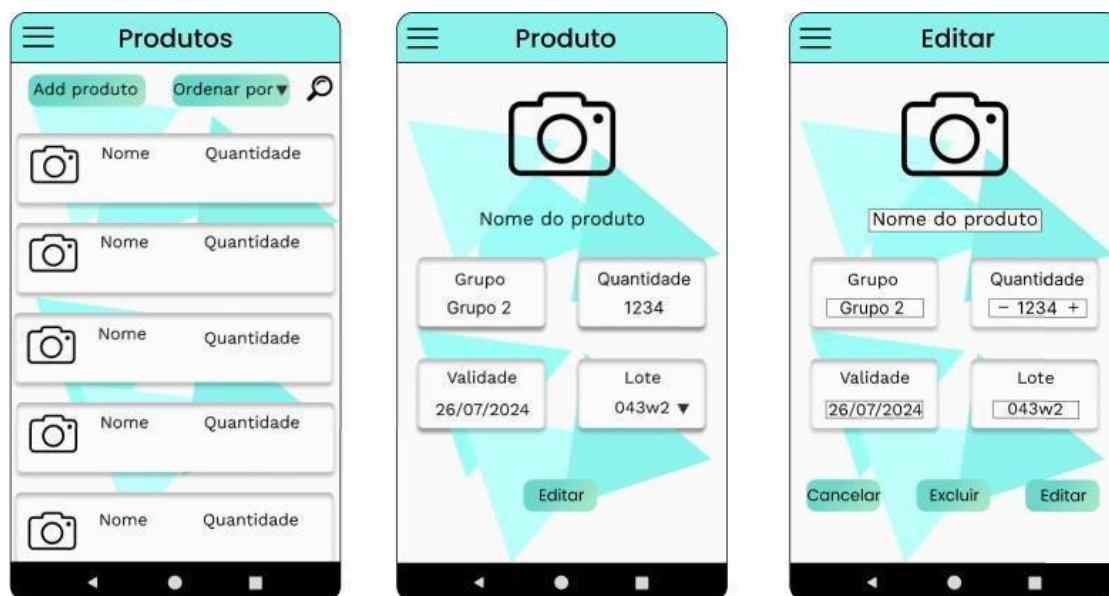 Produtos
Add produto Ordenar por▼
Nome Quantidade
Nome Quantidade
Nome Quantidade
Nome Quantidade
Nome Quantidade
Produto
Nome do produto
Grupo Quantidade
Grupo 2 1234
Validade Lote
26/07/2024 043w2 ▼
Editar
Editar
Nome do produto
Grupo Quantidade
Grupo 2 − 1234 +
Validade Lote
26/07/2024 043w2
Cancelar Excluir Editar